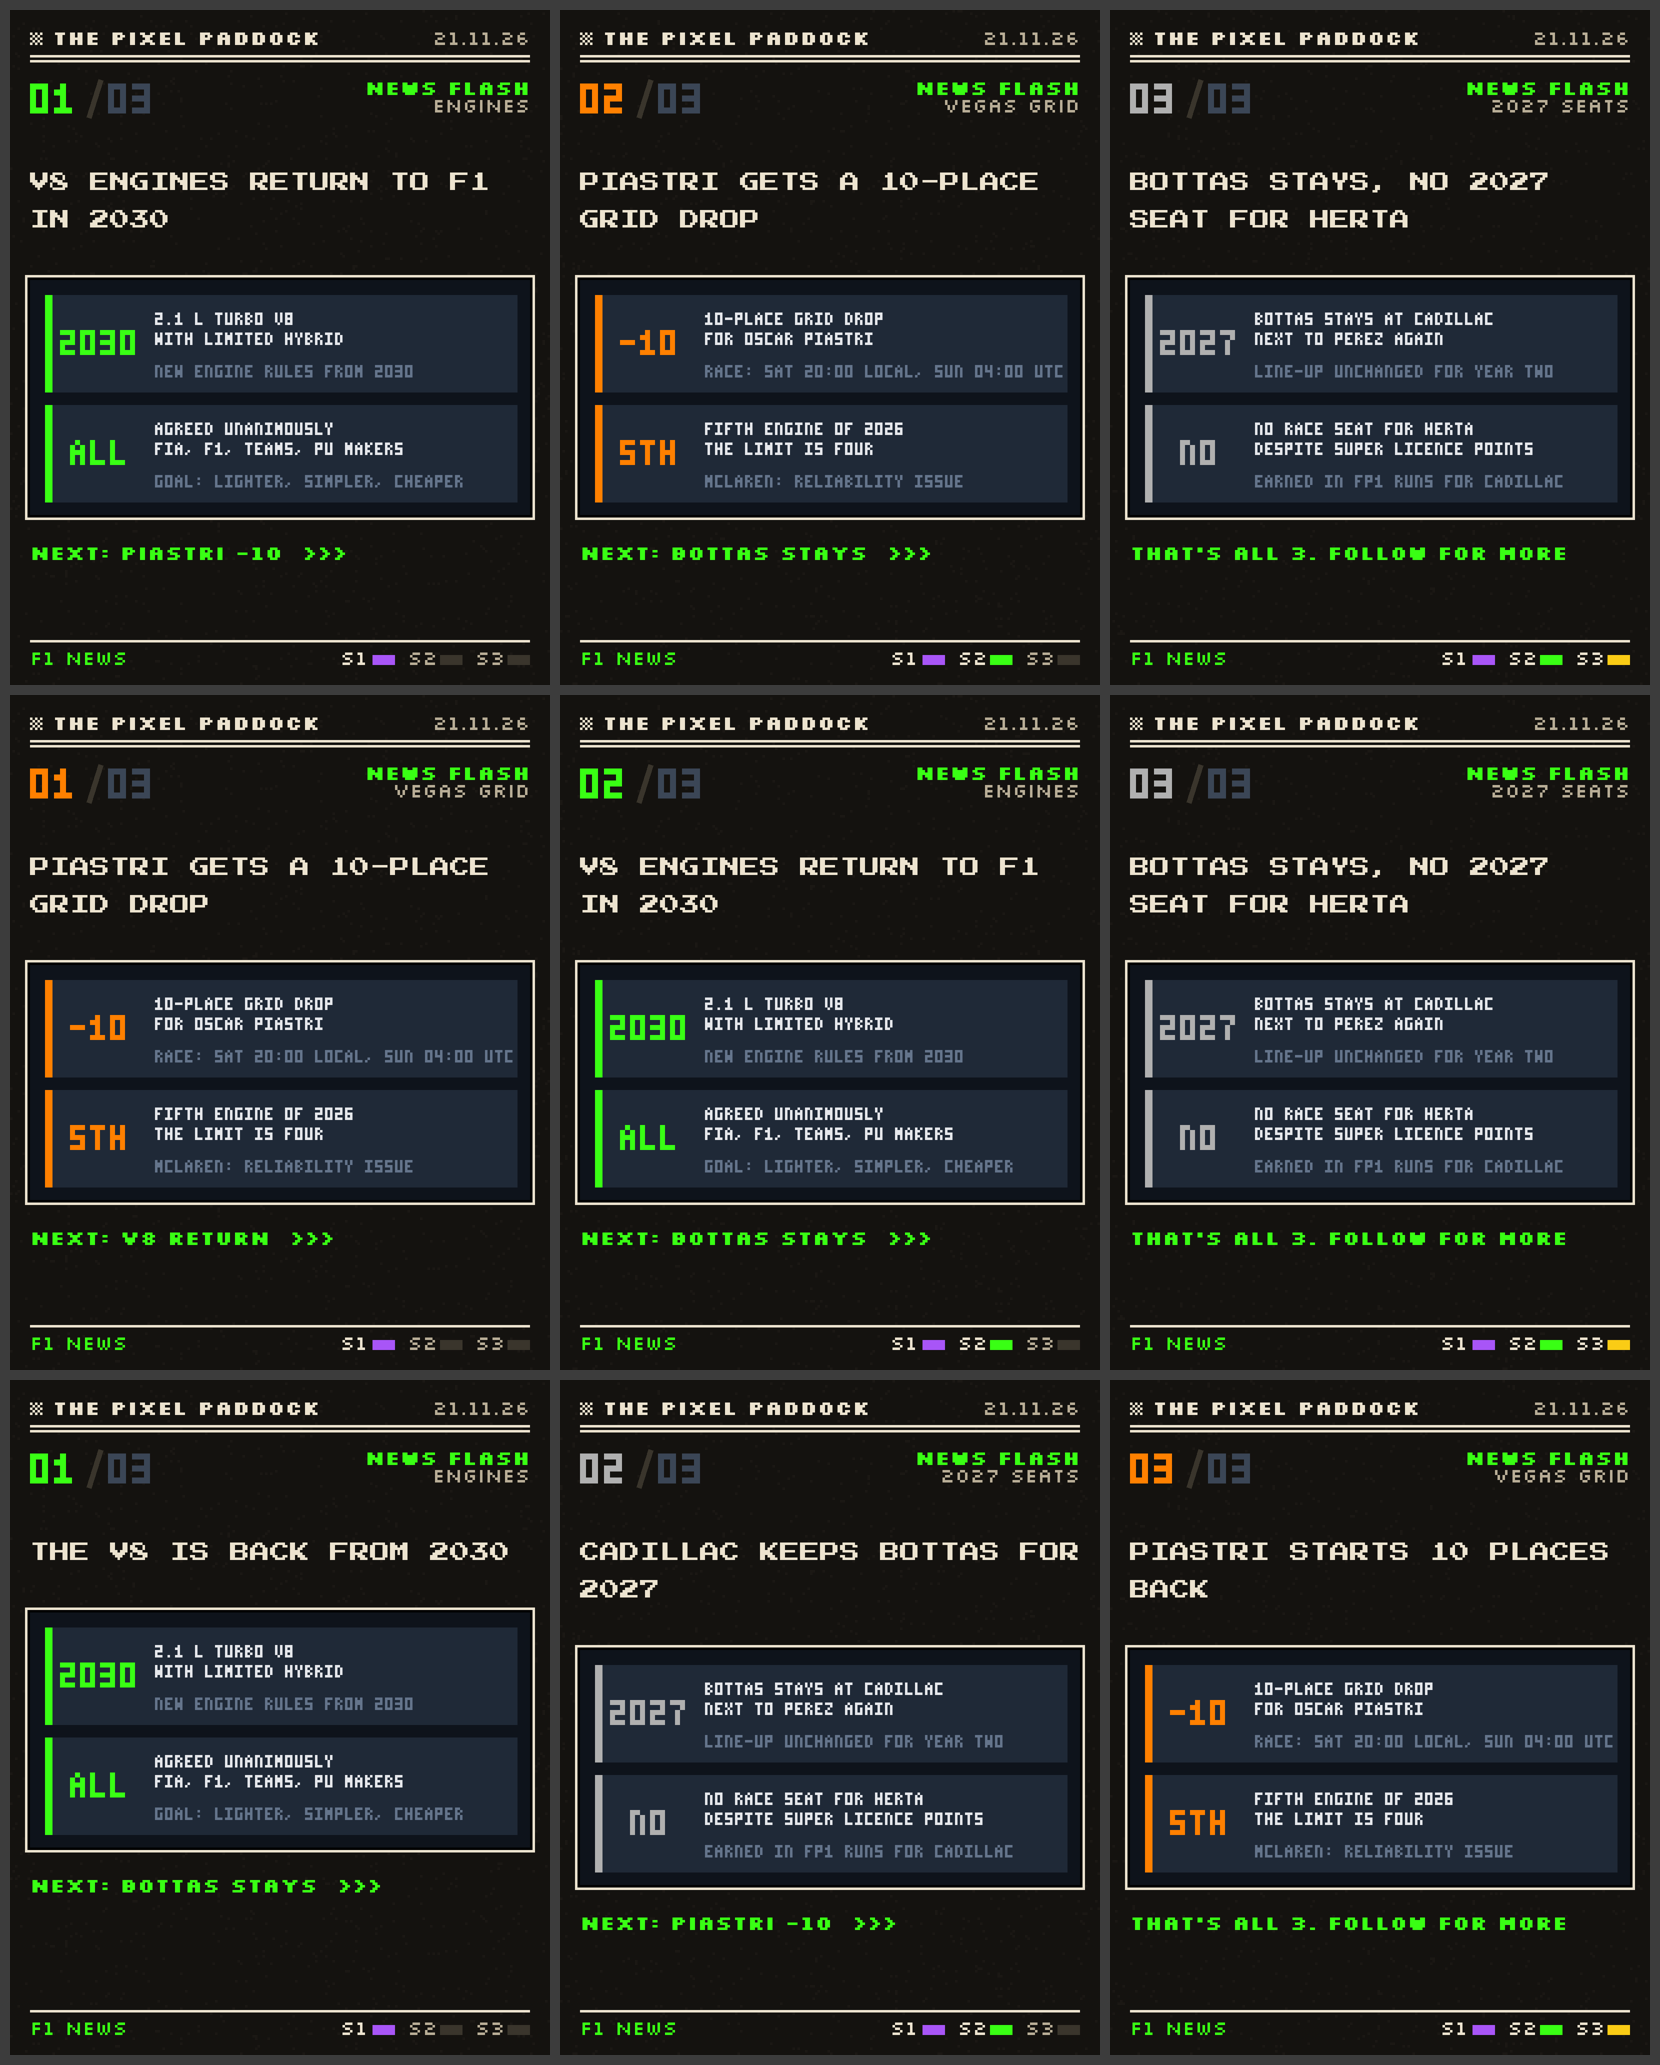 THE PIXEL PADDOCK 21.11.26
01 /03 NEWS FLASH
ENGINES
V8 ENGINES RETURN TO F1
IN 2030
2030
2.1 L TURBO V8
WITH LIMITED HYBRID
NEW ENGINE RULES FROM 2030
ALL
AGREED UNANIMOUSLY
FIA, F1, TEAMS, PU MAKERS
GOAL: LIGHTER, SIMPLER, CHEAPER
NEXT: PIASTRI -10 >>>
F1 NEWS S1 S2 S3
THE PIXEL PADDOCK 21.11.26
02 /03 NEWS FLASH
VEGAS GRID
PIASTRI GETS A 10-PLACE
GRID DROP
-10
10-PLACE GRID DROP
FOR OSCAR PIASTRI
RACE: SAT 20:00 LOCAL, SUN 04:00 UTC
5TH
FIFTH ENGINE OF 2026
THE LIMIT IS FOUR
MCLAREN: RELIABILITY ISSUE
NEXT: BOTTAS STAYS >>>
F1 NEWS S1 S2 S3
THE PIXEL PADDOCK 21.11.26
03 /03 NEWS FLASH
2027 SEATS
BOTTAS STAYS, NO 2027
SEAT FOR HERTA
2027
BOTTAS STAYS AT CADILLAC
NEXT TO PEREZ AGAIN
LINE-UP UNCHANGED FOR YEAR TWO
NO
NO RACE SEAT FOR HERTA
DESPITE SUPER LICENCE POINTS
EARNED IN FP1 RUNS FOR CADILLAC
THAT'S ALL 3. FOLLOW FOR MORE
F1 NEWS S1 S2 S3
THE PIXEL PADDOCK 21.11.26
01 /03 NEWS FLASH
VEGAS GRID
PIASTRI GETS A 10-PLACE
GRID DROP
-10
10-PLACE GRID DROP
FOR OSCAR PIASTRI
RACE: SAT 20:00 LOCAL, SUN 04:00 UTC
5TH
FIFTH ENGINE OF 2026
THE LIMIT IS FOUR
MCLAREN: RELIABILITY ISSUE
NEXT: V8 RETURN >>>
F1 NEWS S1 S2 S3
THE PIXEL PADDOCK 21.11.26
02 /03 NEWS FLASH
ENGINES
V8 ENGINES RETURN TO F1
IN 2030
2030
2.1 L TURBO V8
WITH LIMITED HYBRID
NEW ENGINE RULES FROM 2030
ALL
AGREED UNANIMOUSLY
FIA, F1, TEAMS, PU MAKERS
GOAL: LIGHTER, SIMPLER, CHEAPER
NEXT: BOTTAS STAYS >>>
F1 NEWS S1 S2 S3
THE PIXEL PADDOCK 21.11.26
03 /03 NEWS FLASH
2027 SEATS
BOTTAS STAYS, NO 2027
SEAT FOR HERTA
2027
BOTTAS STAYS AT CADILLAC
NEXT TO PEREZ AGAIN
LINE-UP UNCHANGED FOR YEAR TWO
NO
NO RACE SEAT FOR HERTA
DESPITE SUPER LICENCE POINTS
EARNED IN FP1 RUNS FOR CADILLAC
THAT'S ALL 3. FOLLOW FOR MORE
F1 NEWS S1 S2 S3
THE PIXEL PADDOCK 21.11.26
01 /03 NEWS FLASH
ENGINES
THE V8 IS BACK FROM 2030
2030
2.1 L TURBO V8
WITH LIMITED HYBRID
NEW ENGINE RULES FROM 2030
ALL
AGREED UNANIMOUSLY
FIA, F1, TEAMS, PU MAKERS
GOAL: LIGHTER, SIMPLER, CHEAPER
NEXT: BOTTAS STAYS >>>
F1 NEWS S1 S2 S3
THE PIXEL PADDOCK 21.11.26
02 /03 NEWS FLASH
2027 SEATS
CADILLAC KEEPS BOTTAS FOR
2027
2027
BOTTAS STAYS AT CADILLAC
NEXT TO PEREZ AGAIN
LINE-UP UNCHANGED FOR YEAR TWO
NO
NO RACE SEAT FOR HERTA
DESPITE SUPER LICENCE POINTS
EARNED IN FP1 RUNS FOR CADILLAC
NEXT: PIASTRI -10 >>>
F1 NEWS S1 S2 S3
THE PIXEL PADDOCK 21.11.26
03 /03 NEWS FLASH
VEGAS GRID
PIASTRI STARTS 10 PLACES
BACK
-10
10-PLACE GRID DROP
FOR OSCAR PIASTRI
RACE: SAT 20:00 LOCAL, SUN 04:00 UTC
5TH
FIFTH ENGINE OF 2026
THE LIMIT IS FOUR
MCLAREN: RELIABILITY ISSUE
THAT'S ALL 3. FOLLOW FOR MORE
F1 NEWS S1 S2 S3